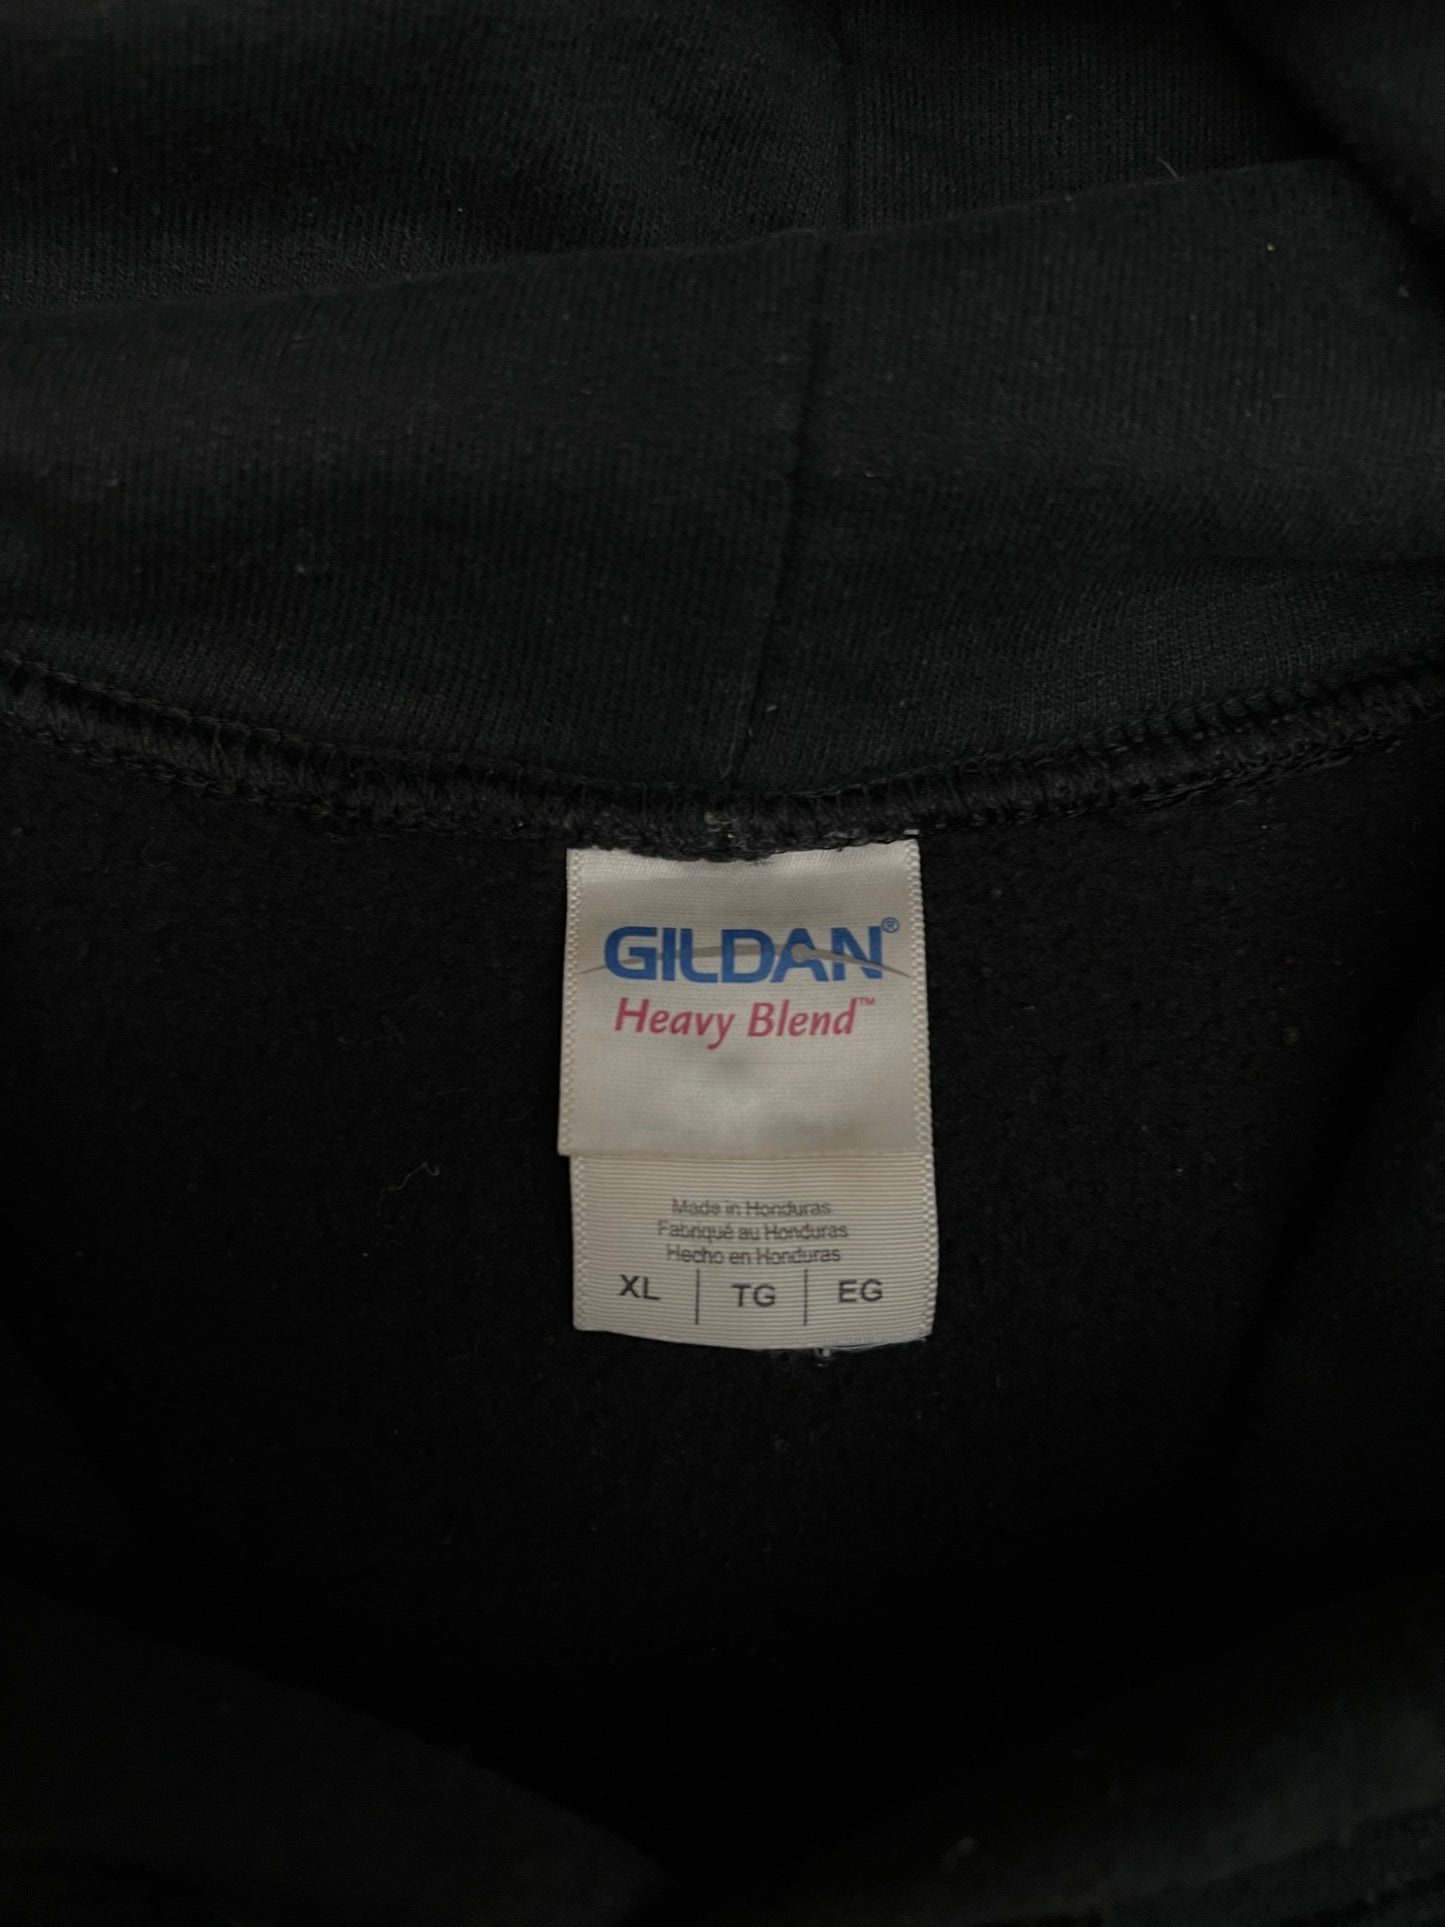 GILDAN®
Heavy Blend™
Made in Honduras
Fabriqué au Honduras
Hecho en Honduras
XL | TG | EG